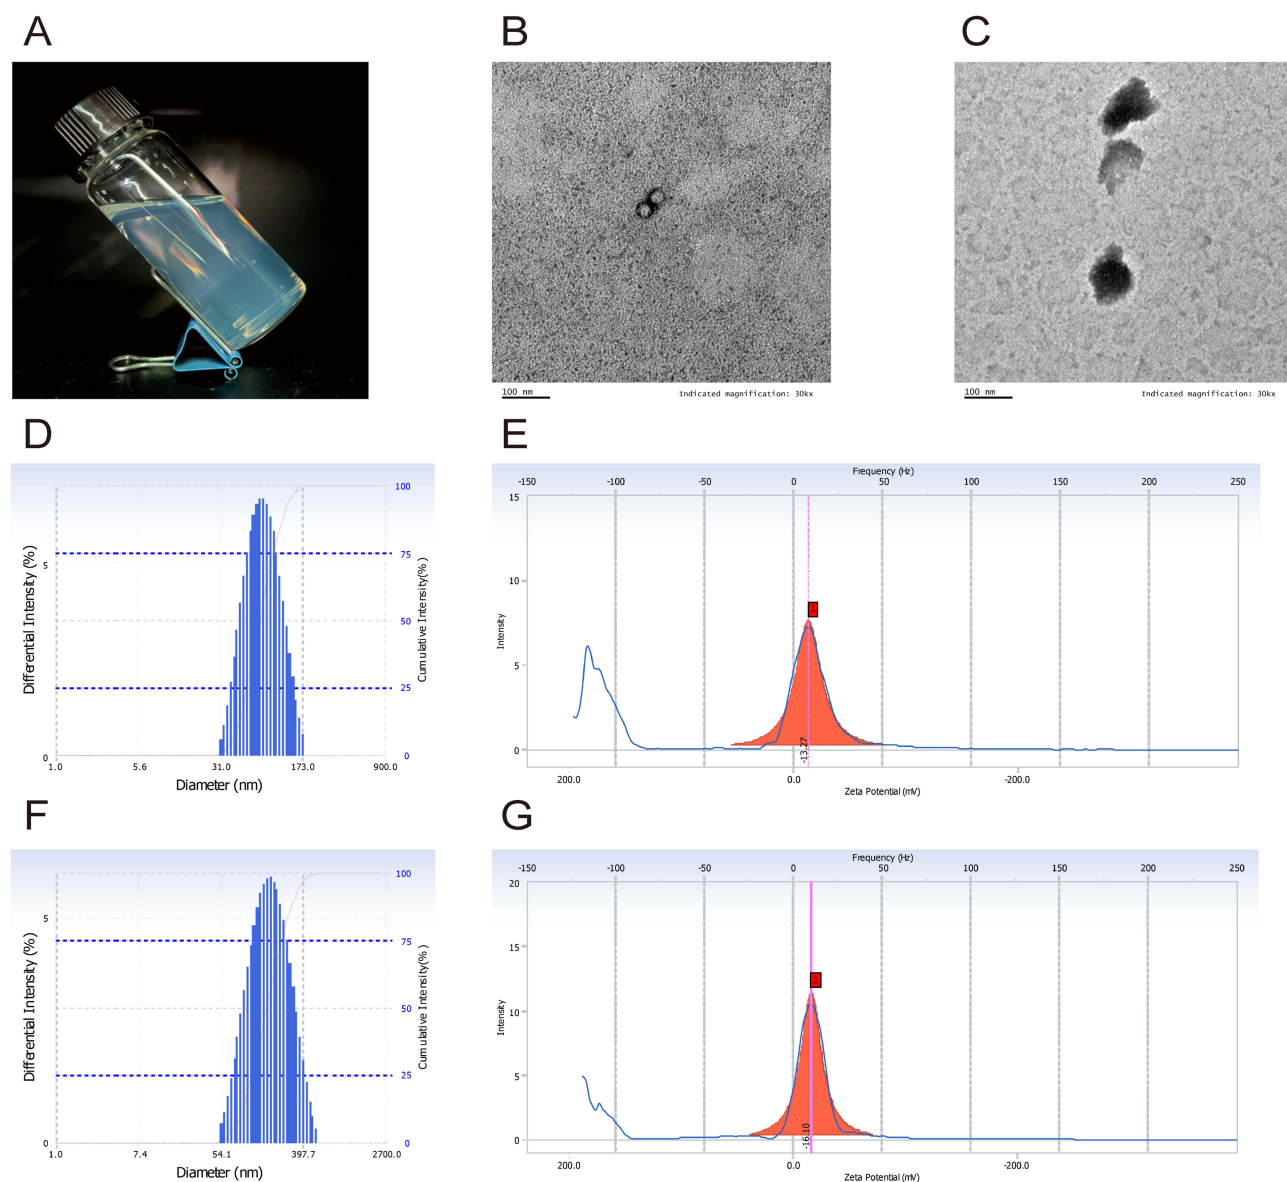 A
B
C
100 nm
Indicated magnification: 30kx
100 nm
Indicated magnification: 30kx
D
5
0
100
75
50
25
0
1.0
5.6
31.0
173.0
900.0
Differential Intensity (%)
Cumulative Intensity(%)
Diameter (nm)
E
Frequency (Hz)
-150
-100
-50
0
50
100
150
200
250
15
10
5
0
Intensity
1
-13.27
200.0
0.0
-200.0
Zeta Potential (mV)
F
5
0
100
75
50
25
0
1.0
7.4
54.1
397.7
2700.0
Differential Intensity (%)
Cumulative Intensity(%)
Diameter (nm)
G
Frequency (Hz)
-150
-100
-50
0
50
100
150
200
250
20
15
10
5
0
Intensity
1
-16.10
200.0
0.0
-200.0
Zeta Potential (mV)